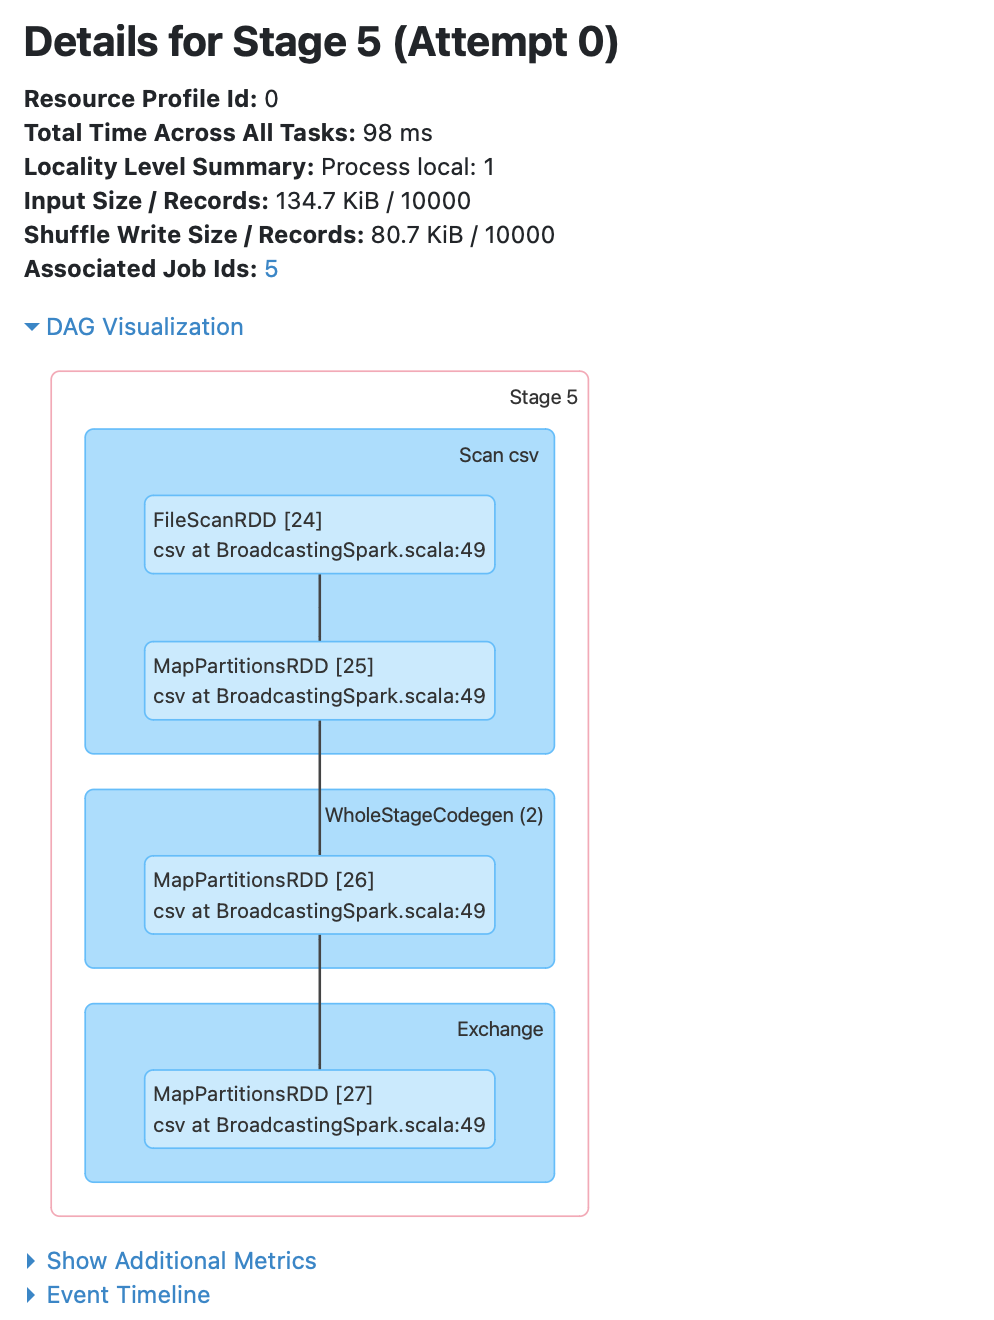 Details for Stage 5 (Attempt 0)
Resource Profile Id: 0
Total Time Across All Tasks: 98 ms
Locality Level Summary: Process local: 1
Input Size / Records: 134.7 KiB / 10000
Shuffle Write Size / Records: 80.7 KiB / 10000
Associated Job Ids: 5
DAG Visualization
Stage 5
Scan csv
FileScanRDD [24]
csv at BroadcastingSpark.scala:49
MapPartitionsRDD [25]
csv at BroadcastingSpark.scala:49
WholeStageCodegen (2)
MapPartitionsRDD [26]
csv at BroadcastingSpark.scala:49
Exchange
MapPartitionsRDD [27]
csv at BroadcastingSpark.scala:49
Show Additional Metrics
Event Timeline